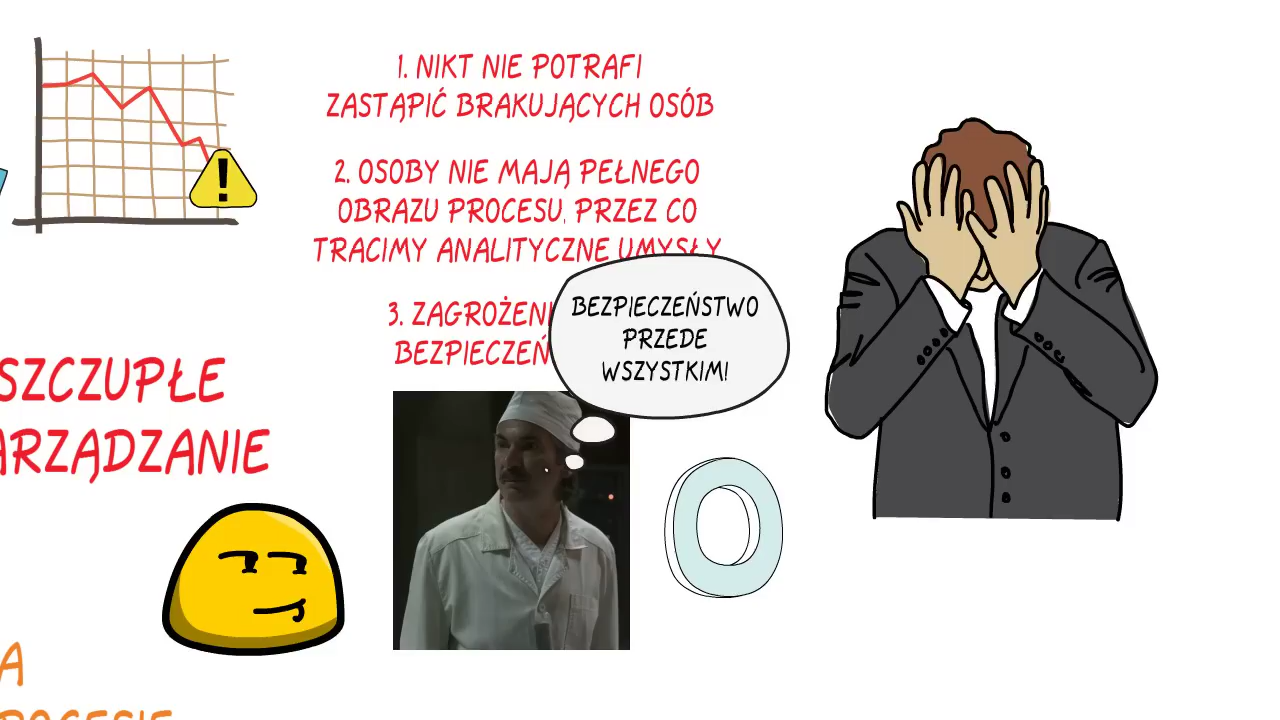 1. NIKT NIE POTRAFI
ZASTĄPIĆ BRAKUJĄCYCH OSÓB
2. OSOBY NIE MAJĄ PEŁNEGO
OBRAZU PROCESU, PRZEZ CO
TRACIMY ANALITYCZNE UMYSŁY
3. ZAGROŻENI
BEZPIECZEŃ
BEZPIECZEŃSTWO
PRZEDE
WSZYSTKIM!
SZCZUPŁE
ARZĄDZANIE
!
O
A